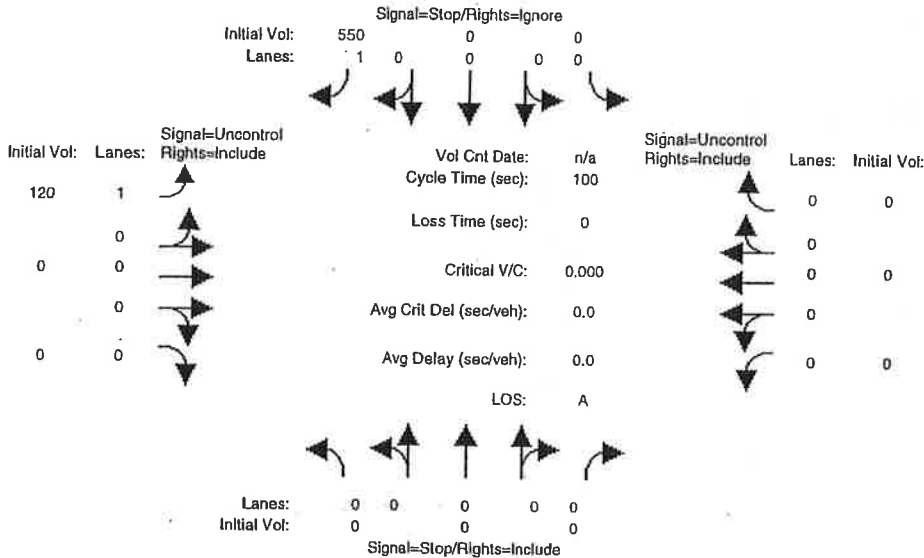 Signal=Stop/Rights=Ignore
Initial Vol: 550 0 0
Lanes: 1 0 0 0 0
Signal=Uncontrol
Initial Vol: Lanes: Rights=Include
Vol Cnt Date: n/a
Signal=Uncontrol
Rights=Include Lanes: Initial Vol:
Cycle Time (sec): 100
120 1
0 0
Loss Time (sec): 0
0
0
0 0
Critical V/C: 0.000
0 0
0
Avg Crit Del (sec/veh): 0.0
0
0 0
Avg Delay (sec/veh): 0.0
0 0
LOS: A
Lanes: 0 0 0 0 0
Initial Vol: 0 0 0
Signal=Stop/Rights=Include